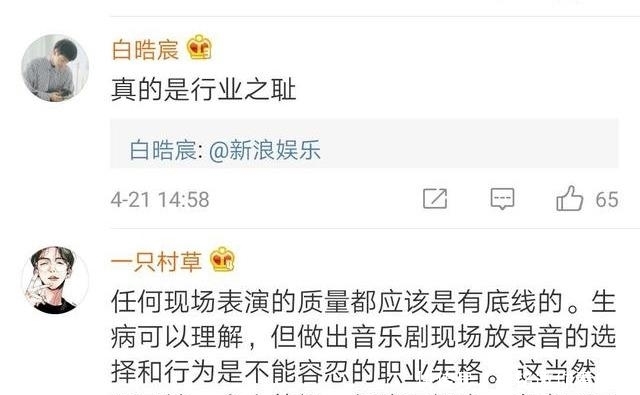 白晧宸
真的是行业之耻
白晧宸: @新浪娱乐
4-21 14:58
65
一只村草
任何现场表演的质量都应该是有底线的。生
病可以理解，但做出音乐剧现场放录音的选
择和行为是不能容忍的职业失格。这当然